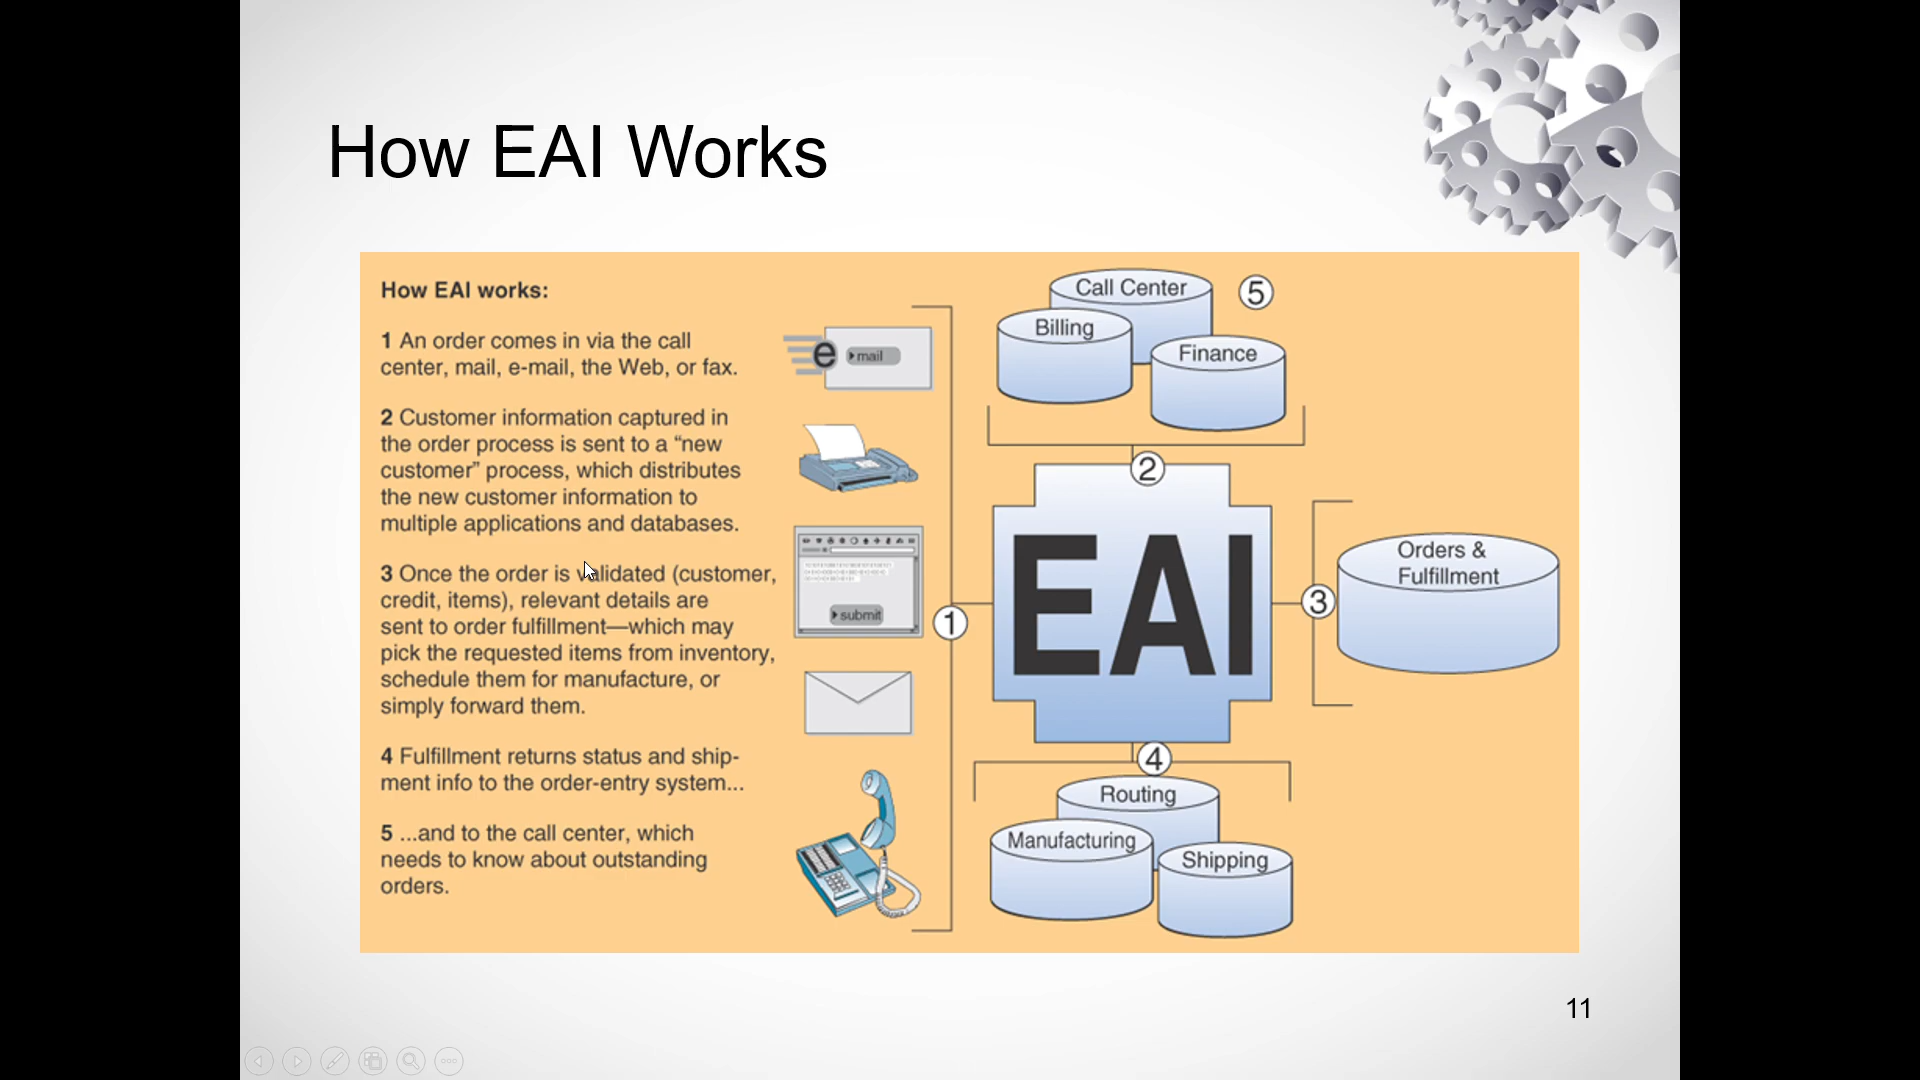 How EAI Works
How EAI works:
1 An order comes in via the call
center, mail, e-mail, the Web, or fax.
2 Customer information captured in
the order process is sent to a “new
customer” process, which distributes
the new customer information to
multiple applications and databases.
3 Once the order is validated (customer,
credit, items), relevant details are
sent to order fulfillment—which may
pick the requested items from inventory,
schedule them for manufacture, or
simply forward them.
4 Fulfillment returns status and ship-
ment info to the order-entry system...
5 ...and to the call center, which
needs to know about outstanding
orders.
e mail
submit
1
Call Center
Billing
Finance
5
2
EAI
3
Orders &
Fulfillment
4
Routing
Manufacturing
Shipping
11